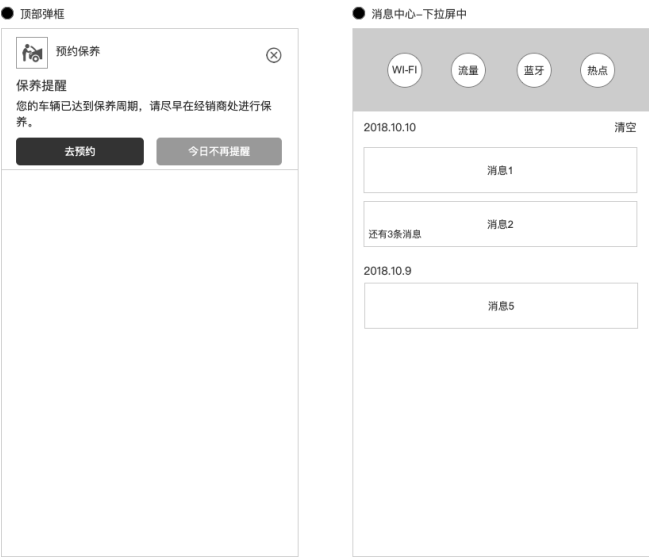 顶部弹框
预约保养
保养提醒
您的车辆已达到保养周期，请尽早在经销商处进行保
养。
去预约
今日不再提醒
消息中心-下拉屏中
WI-FI
流量
蓝牙
热点
2018.10.10
清空
消息1
消息2
还有3条消息
2018.10.9
消息5